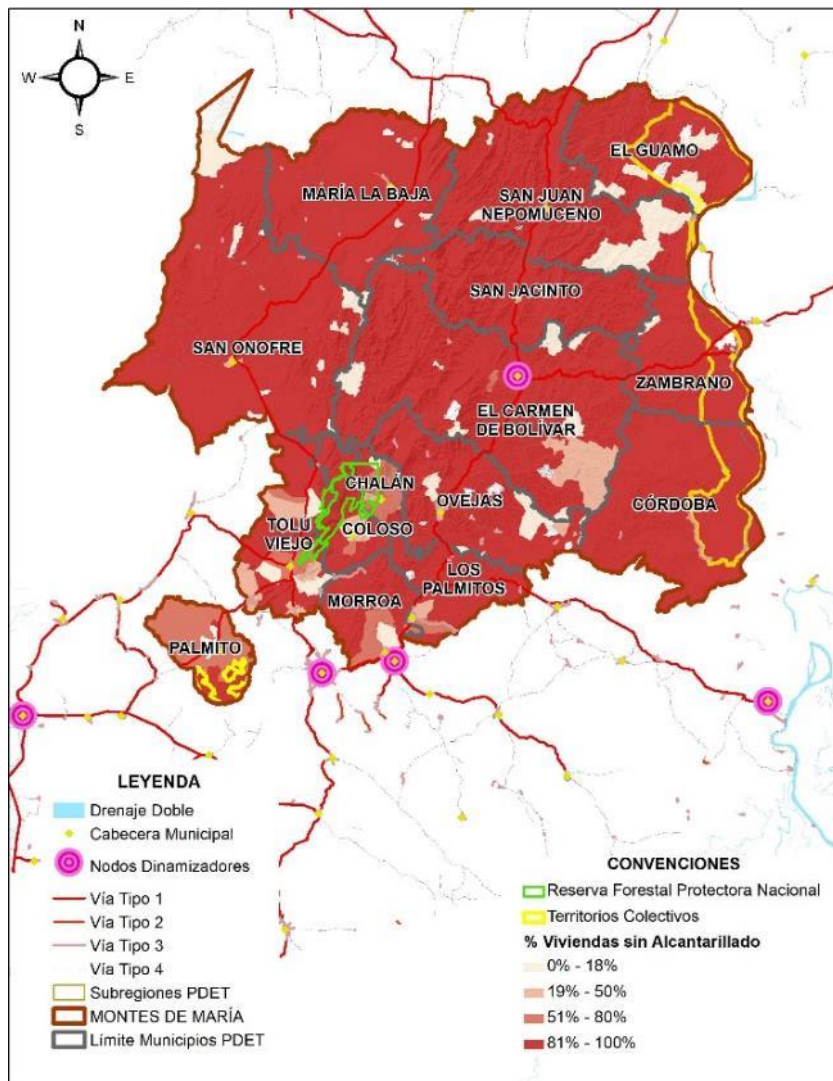 N
W E
S
EL GUAMO
MARÍA LA BAJA
SAN JUAN
NEPOMUCENO
SAN JACINTO
SAN ONOFRE
ZAMBRANO
EL CARMEN
DE BOLÍVAR
CHALÁN
OVEJAS
CÓRDOBA
COLOSO
TOLÚ
VIEJO
LOS
PALMITOS
MORROA
PALMITO
LEYENDA
Drenaje Doble
Cabecera Municipal
Nodos Dinamizadores
Vía Tipo 1
Vía Tipo 2
Vía Tipo 3
Vía Tipo 4
Subregiones PDET
MONTES DE MARÍA
Límite Municipios PDET
CONVENCIONES
Reserva Forestal Protectora Nacional
Territorios Colectivos
% Viviendas sin Alcantarillado
0% - 18%
19% - 50%
51% - 80%
81% - 100%